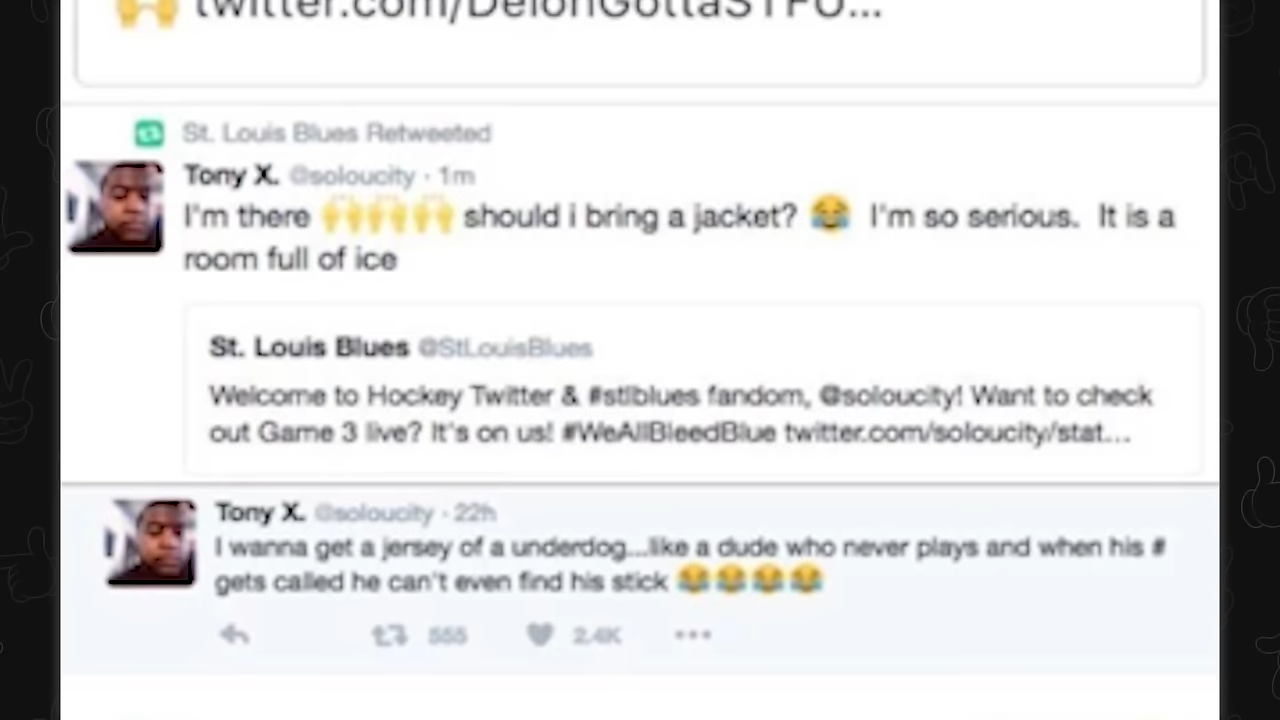 🙌 twitter.com/DelonGottaSTFU...
St. Louis Blues Retweeted
Tony X. @soloucity · 1m
I'm there 🙌🙌🙌 should i bring a jacket? 😂 I'm so serious. It is a
room full of ice
St. Louis Blues @StLouisBlues
Welcome to Hockey Twitter & #stlblues fandom, @soloucity! Want to check
out Game 3 live? It's on us! #WeAllBleedBlue twitter.com/soloucity/stat...
Tony X. @soloucity · 22h
I wanna get a jersey of a underdog...like a dude who never plays and when his #
gets called he can't even find his stick 😂😂😂😂
555 2.4K